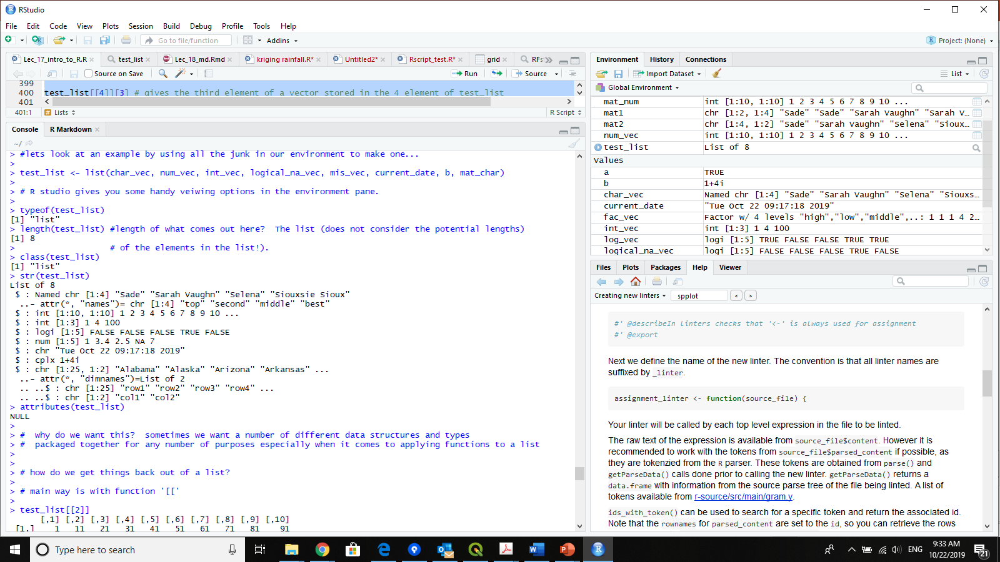 RStudio
File Edit Code View Plots Session Build Debug Profile Tools Help
Go to file/function Addins Project: (None)
Lec_17_intro_to_R.R test_list Lec_18_md.Rmd kriging rainfall.R* Untitled2* Rscript_test.R* grid RFs
Source on Save Run Source
399
400 test_list[[4]][3] # gives the third element of a vector stored in the 4 element of test_list
401
401:1 # Lists R Script
Console R Markdown
~/
> #lets look at an example by using all the junk in our environment to make one...
>
> test_list <- list(char_vec, num_vec, int_vec, logical_na_vec, mis_vec, current_date, b, mat_char)
>
> # R studio gives you some handy veiwing options in the environment pane.
>
> typeof(test_list)
[1] "list"
> length(test_list) #length of what comes out here?  The list (does not consider the potential lengths)
[1] 8
>                   # of the elements in the list!).
> class(test_list)
[1] "list"
> str(test_list)
List of 8
 $ : Named chr [1:4] "Sade" "Sarah Vaughn" "Selena" "Siouxsie Sioux"
  ..- attr(*, "names")= chr [1:4] "top" "second" "middle" "best"
 $ : int [1:10, 1:10] 1 2 3 4 5 6 7 8 9 10 ...
 $ : int [1:3] 1 4 100
 $ : logi [1:5] FALSE FALSE FALSE TRUE FALSE
 $ : num [1:5] 1 3.4 2.5 NA 7
 $ : chr "Tue Oct 22 09:17:18 2019"
 $ : cplx 1+4i
 $ : chr [1:25, 1:2] "Alabama" "Alaska" "Arizona" "Arkansas" ...
  ..- attr(*, "dimnames")=List of 2
  .. ..$ : chr [1:25] "row1" "row2" "row3" "row4" ...
  .. ..$ : chr [1:2] "col1" "col2"
> attributes(test_list)
NULL
>
> #  why do we want this?  sometimes we want a number of different data structures and types
> #  packaged together for any number of purposes especially when it comes to applying functions to a list
>
>
> # how do we get things back out of a list?
>
> # main way is with function '[['
>
> test_list[[2]]
      [,1] [,2] [,3] [,4] [,5] [,6] [,7] [,8] [,9] [,10]
 [1,]    1   11   21   31   41   51   61   71   81    91
Environment History Connections
Import Dataset List
Global Environment
mat_num int [1:10, 1:10] 1 2 3 4 5 6 7 8 9 10 ...
mat1 chr [1:2, 1:4] "Sade" "Sade" "Sarah Vaughn" "Sarah V...
mat2 chr [1:4, 1:2] "Sade" "Sarah Vaughn" "Selena" "Sioux...
num_vec int [1:10, 1:10] 1 2 3 4 5 6 7 8 9 10 ...
test_list List of 8
Values
a TRUE
b 1+4i
char_vec Named chr [1:4] "Sade" "Sarah Vaughn" "Selena" "Siouxs...
current_date "Tue Oct 22 09:17:18 2019"
fac_vec Factor w/ 4 levels "high","low","middle",..: 1 1 1 4 2...
int_vec int [1:3] 1 4 100
log_vec logi [1:5] TRUE FALSE FALSE TRUE TRUE
logical_na_vec logi [1:5] FALSE FALSE FALSE TRUE FALSE
Files Plots Packages Help Viewer
Creating new linters spplot < >
#' @describeIn linters checks that '<-' is always used for assignment
#' @export
Next we define the name of the new linter. The convention is that all linter names are
suffixed by _linter.
assignment_linter <- function(source_file) {
Your linter will be called by each top level expression in the file to be linted.
The raw text of the expression is available from source_file$content. However it is
recommended to work with the tokens from source_file$parsed_content if possible, as
they are tokenzied from the R parser. These tokens are obtained from parse() and
getParseData() calls done prior to calling the new linter. getParseData() returns a
data.frame with information from the source parse tree of the file being linted. A list of
tokens available from r-source/src/main/gram.y.
ids_with_token() can be used to search for a specific token and return the associated id.
Note that the rownames for parsed_content are set to the id, so you can retrieve the rows
Type here to search
ENG
9:33 AM
10/22/2019
21